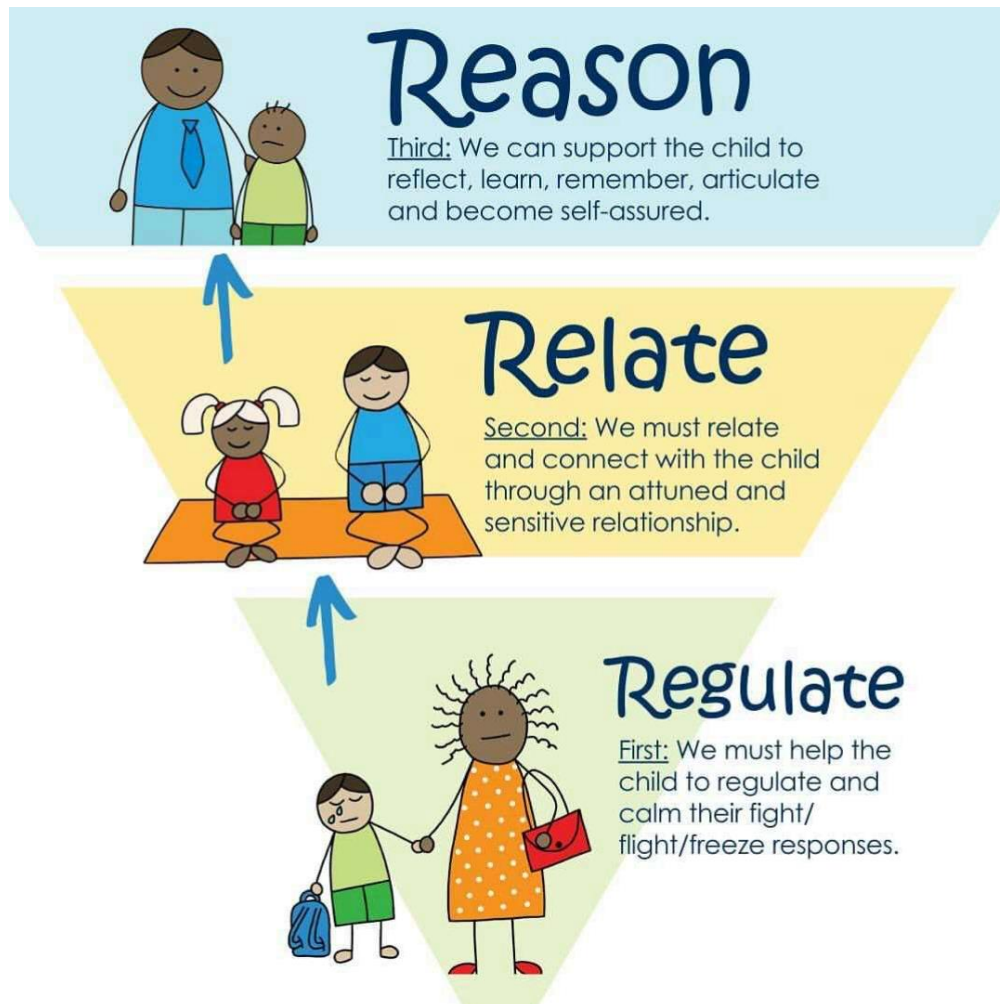 Reason
Third: We can support the child to
reflect, learn, remember, articulate
and become self-assured.
Relate
Second: We must relate
and connect with the child
through an attuned and
sensitive relationship.
Regulate
First: We must help the
child to regulate and
calm their fight/
flight/freeze responses.